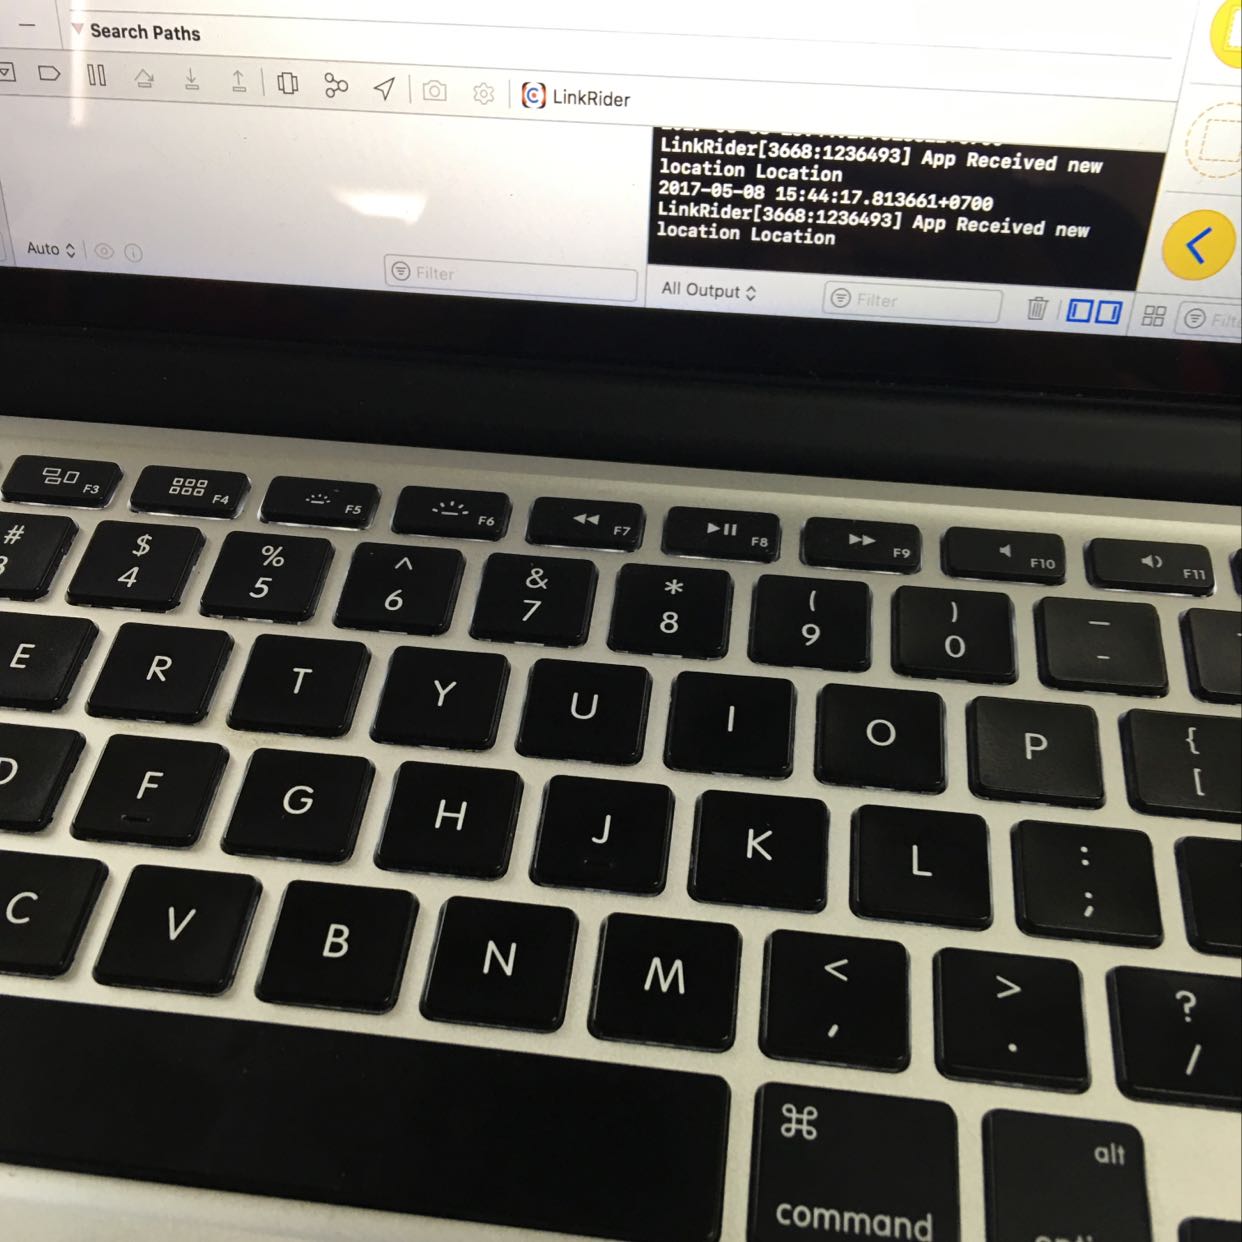 Search Paths
LinkRider
LinkRider[3668:1236493] App Received new
location Location
2017-05-08 15:44:17.813661+0700
LinkRider[3668:1236493] App Received new
location Location
Auto
Filter
All Output
Filter
F3 F4 F5 F6 F7 F8 F9 F10 F11
# $ % ^ & * ( ) _
3 4 5 6 7 8 9 0 -
E R T Y U I O P { [
D F G H J K L : ;
C V B N M < , > . ? /
⌘ alt
command